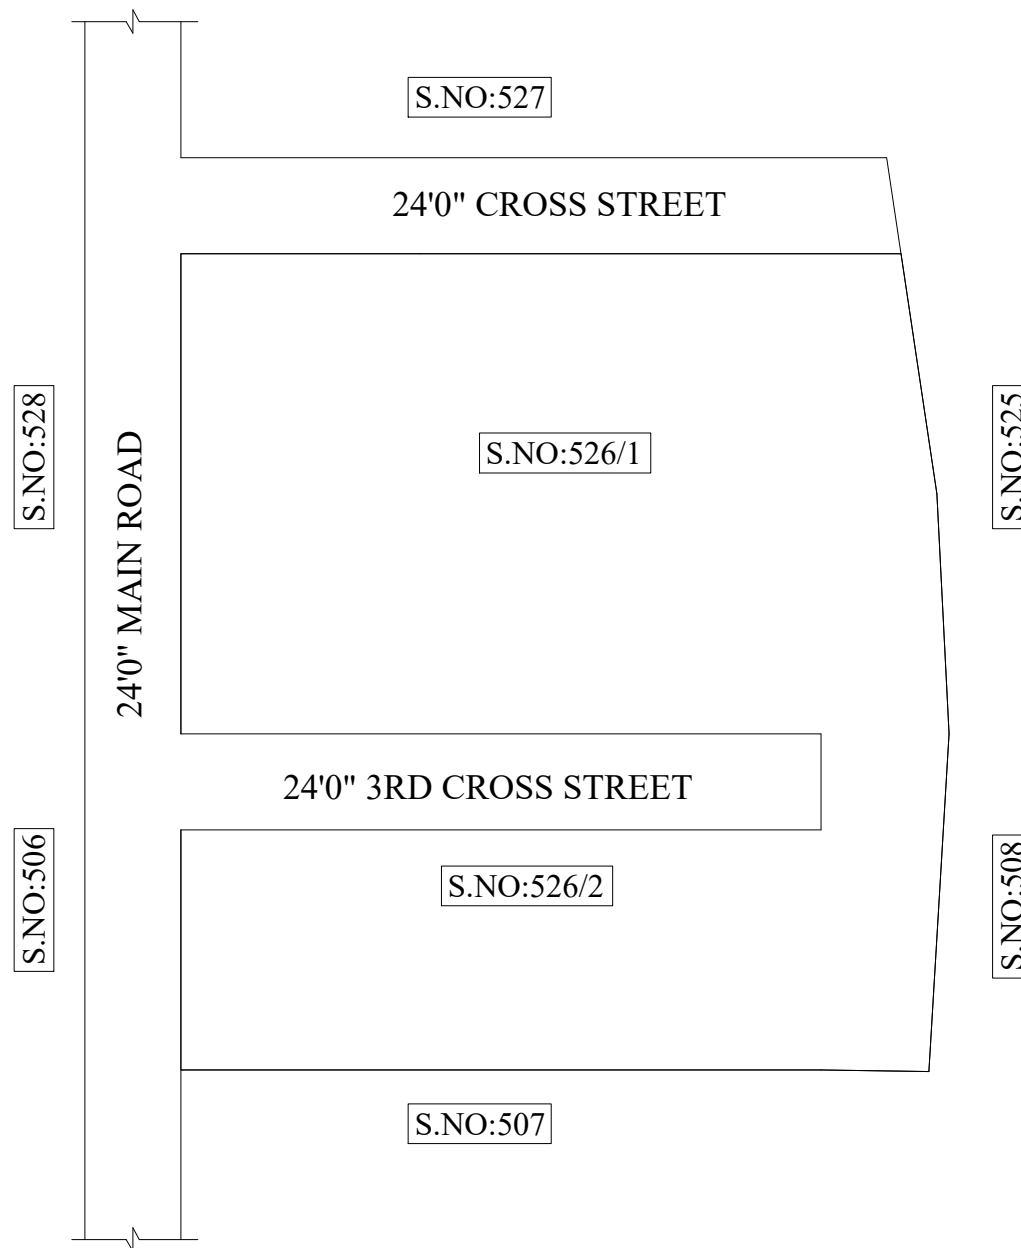 S.NO:527
24'0" CROSS STREET
S.NO:528
S.NO:525
S.NO:526/1
24'0" MAIN ROAD
24'0" 3RD CROSS STREET
S.NO:506
S.NO:508
S.NO:526/2
S.NO:507